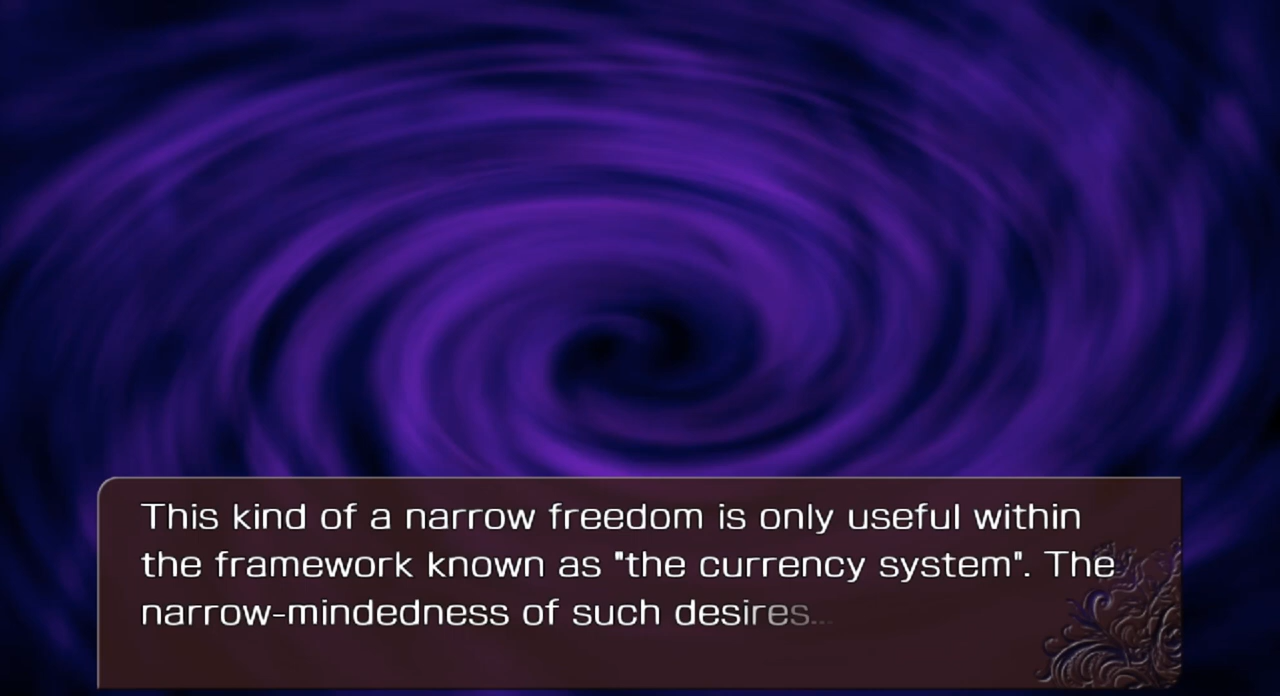 This kind of a narrow freedom is only useful within
the framework known as "the currency system". The
narrow-mindedness of such desires...